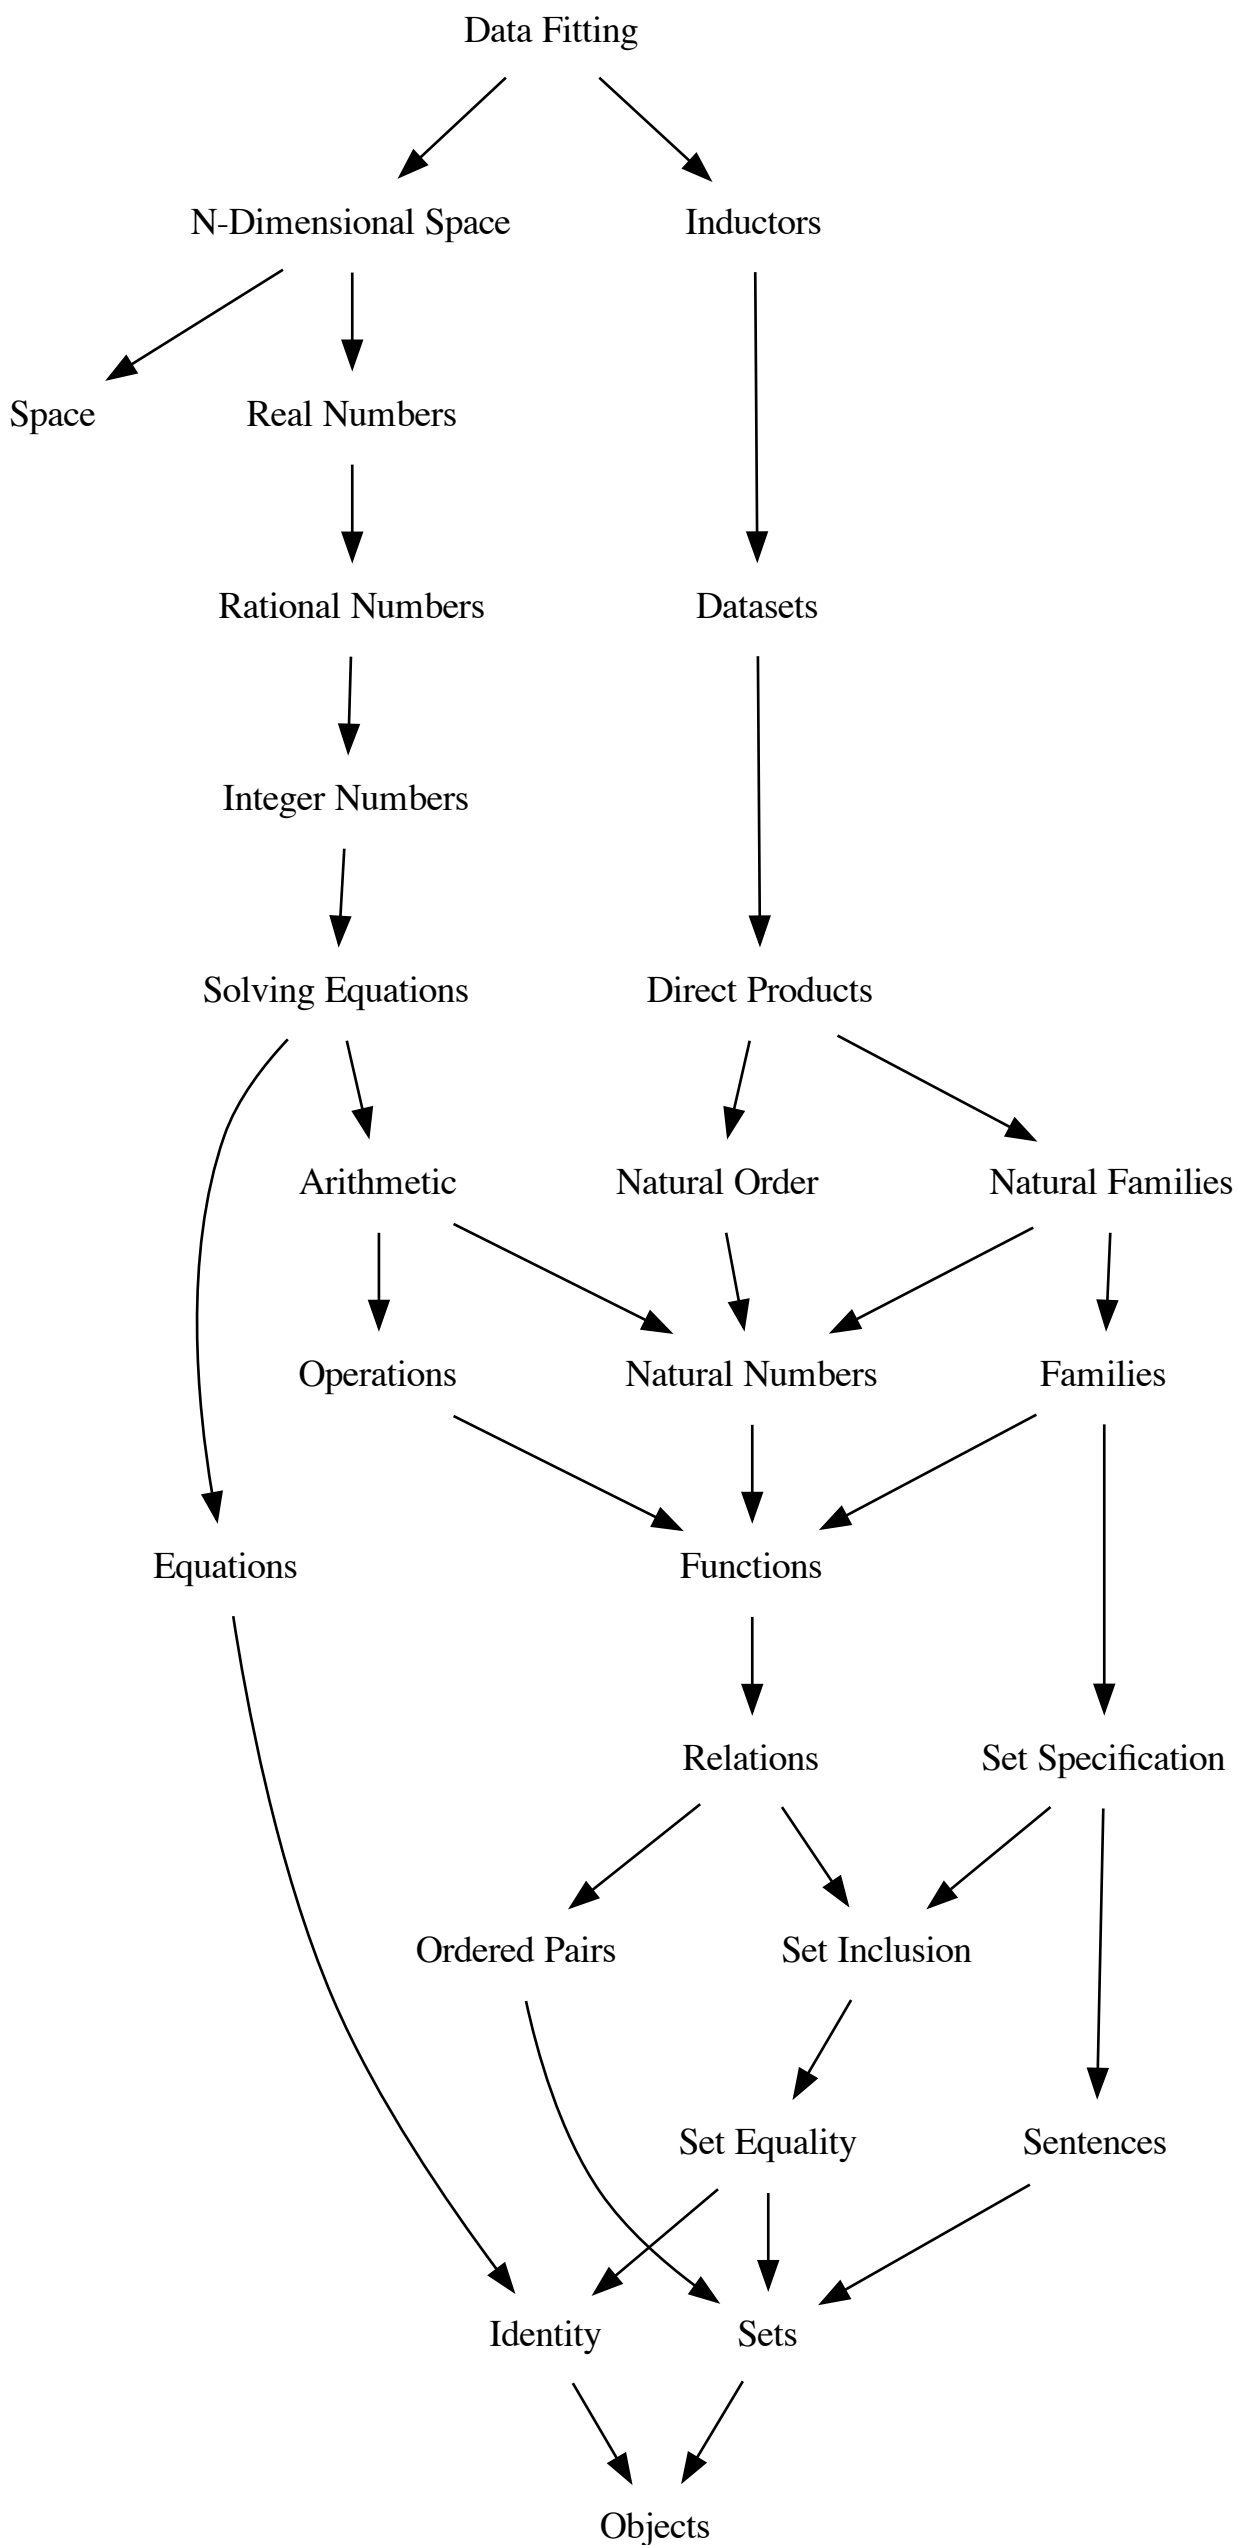 Data Fitting
N-Dimensional Space
Inductors
Space
Real Numbers
Rational Numbers
Datasets
Integer Numbers
Solving Equations
Direct Products
Arithmetic
Natural Order
Natural Families
Operations
Natural Numbers
Families
Equations
Functions
Relations
Set Specification
Ordered Pairs
Set Inclusion
Set Equality
Sentences
Identity
Sets
Objects